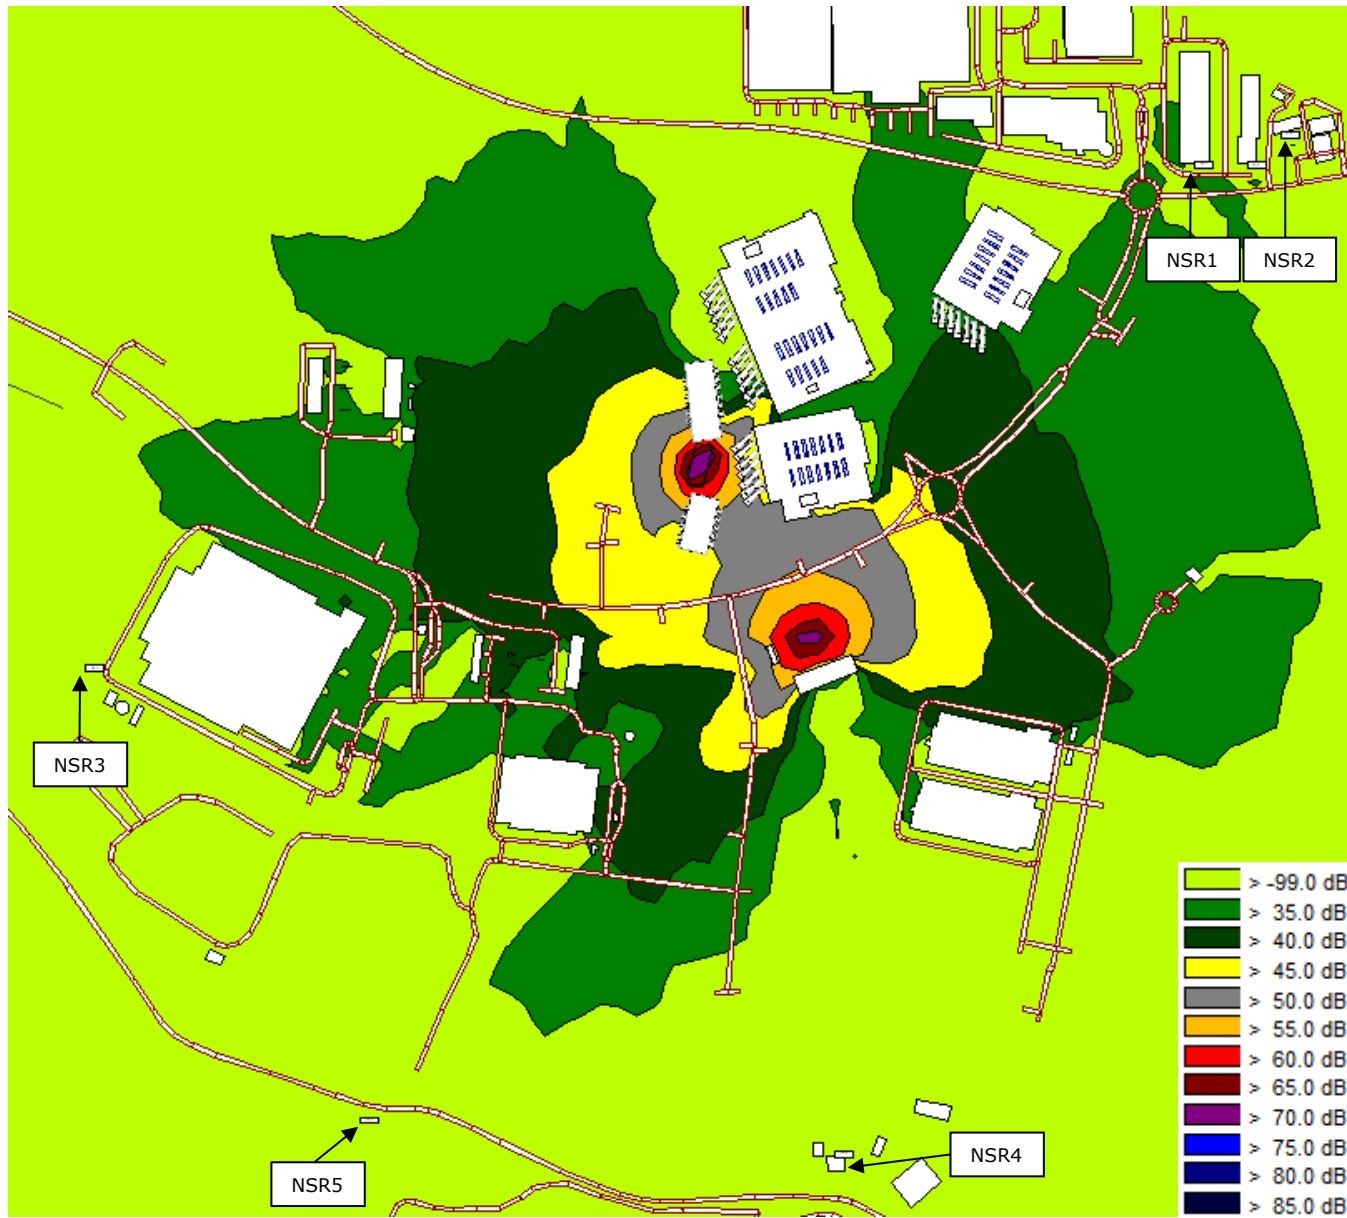 NSR1
NSR2
NSR3
NSR4
NSR5
> -99.0 dB
> 35.0 dB
> 40.0 dB
> 45.0 dB
> 50.0 dB
> 55.0 dB
> 60.0 dB
> 65.0 dB
> 70.0 dB
> 75.0 dB
> 80.0 dB
> 85.0 dB